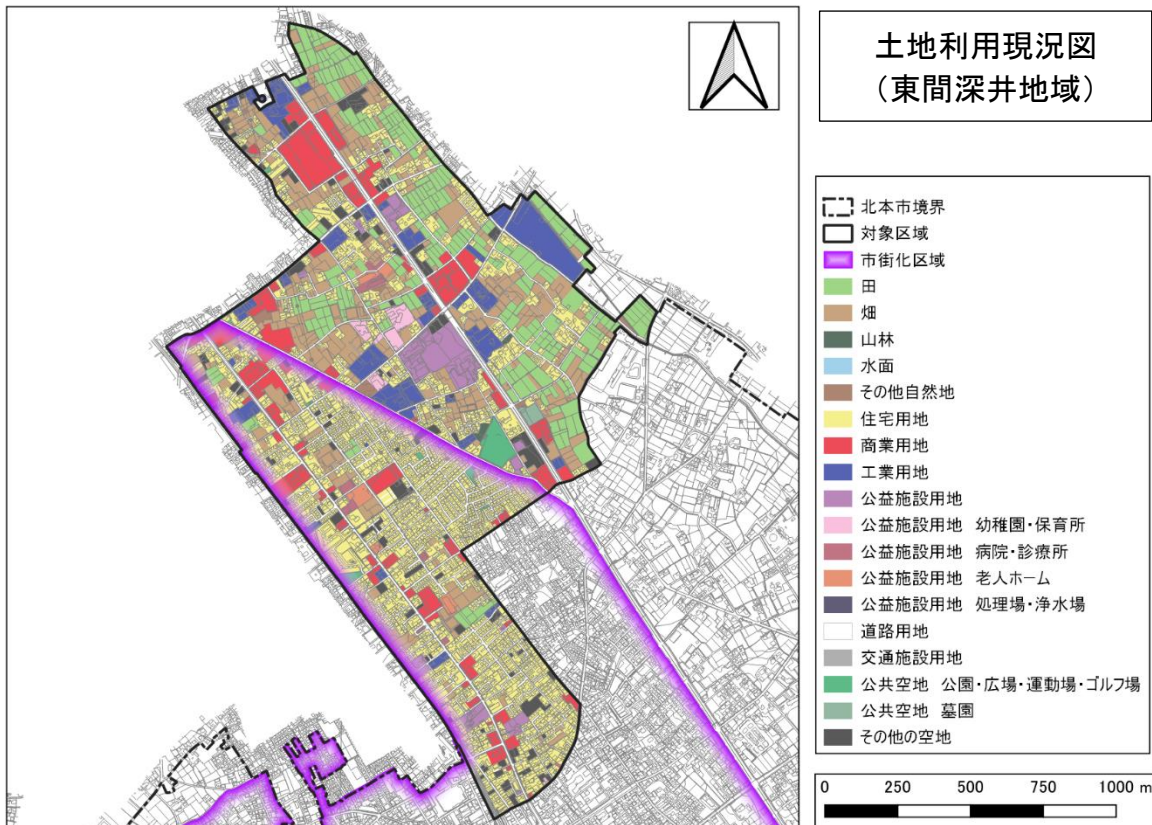 土地利用現況図
（東間深井地域）
北本市境界
対象区域
市街化区域
田
畑
山林
水面
その他自然地
住宅用地
商業用地
工業用地
公益施設用地
公益施設用地 幼稚園・保育所
公益施設用地 病院・診療所
公益施設用地 老人ホーム
公益施設用地 処理場・浄水場
道路用地
交通施設用地
公共空地 公園・広場・運動場・ゴルフ場
公共空地 墓園
その他の空地
0 250 500 750 1000 m